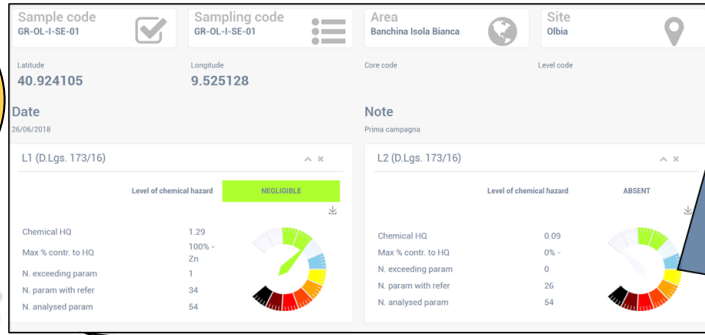 Sample code
GR-OL-I-SE-01
Sampling code
GR-OL-I-SE-01
Area
Banchina Isola Bianca
Site
Olbia
Latitude
40.924105
Longitude
9.525128
Core code
Level code
Date
26/06/2018
Note
Prima campagna
L1 (D.Lgs. 173/16)
Level of chemical hazard NEGLIGIBLE
Chemical HQ 1.29
Max % contr. to HQ 100% -
Zn
N. exceeding param 1
N. param with refer 34
N. analysed param 54
L2 (D.Lgs. 173/16)
Level of chemical hazard ABSENT
Chemical HQ 0.09
Max % contr. to HQ 0% -
N. exceeding param 0
N. param with refer 26
N. analysed param 54